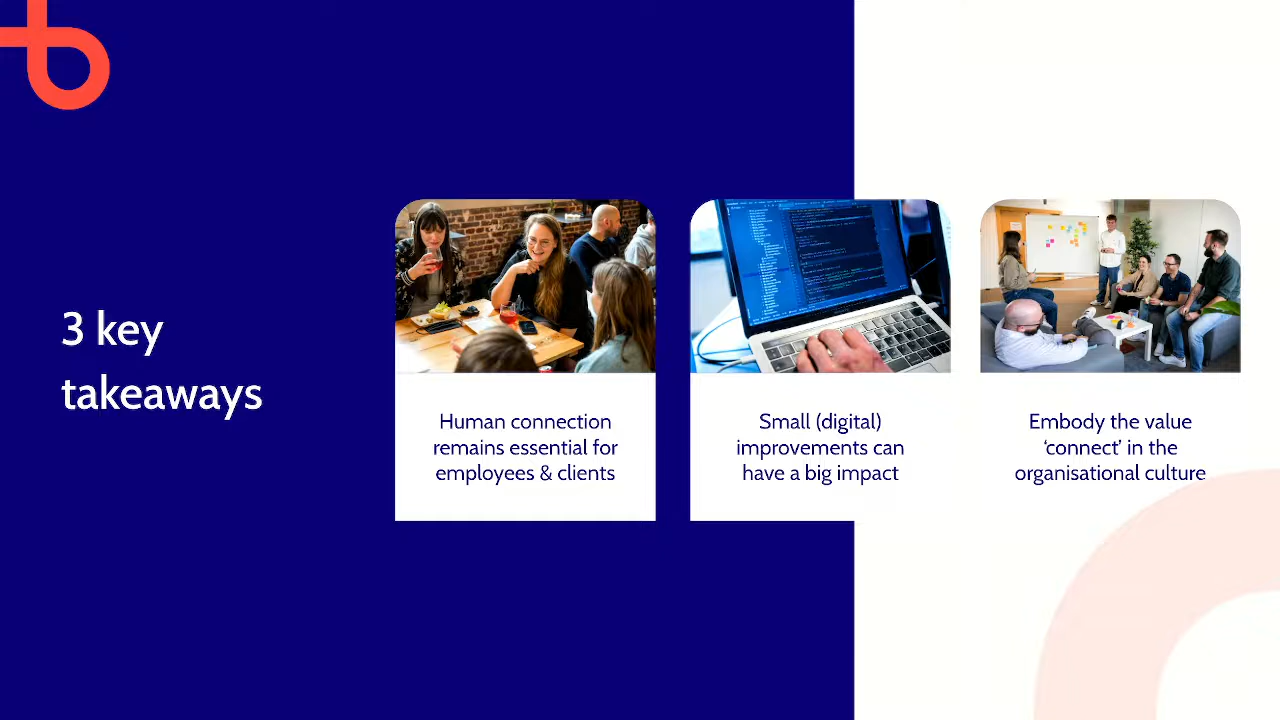 3 key
takeaways
Human connection
remains essential for
employees & clients
Small (digital)
improvements can
have a big impact
Embody the value
‘connect’ in the
organisational culture